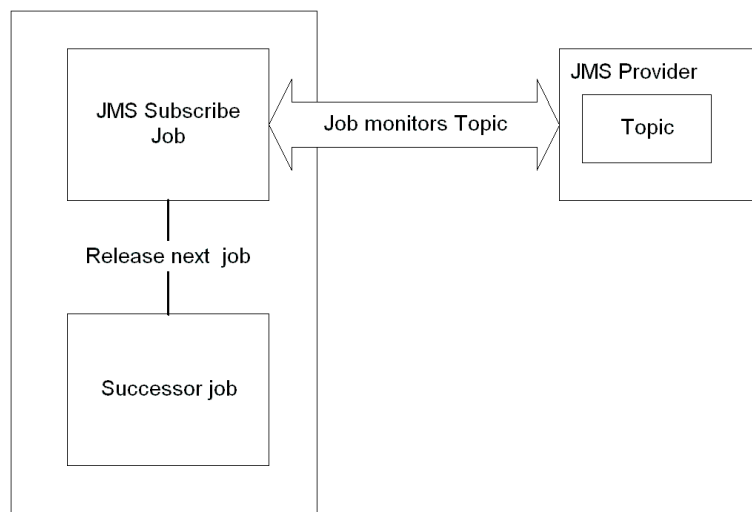 JMS Subscribe
Job
Job monitors Topic
JMS Provider
Topic
Release next job
Successor job